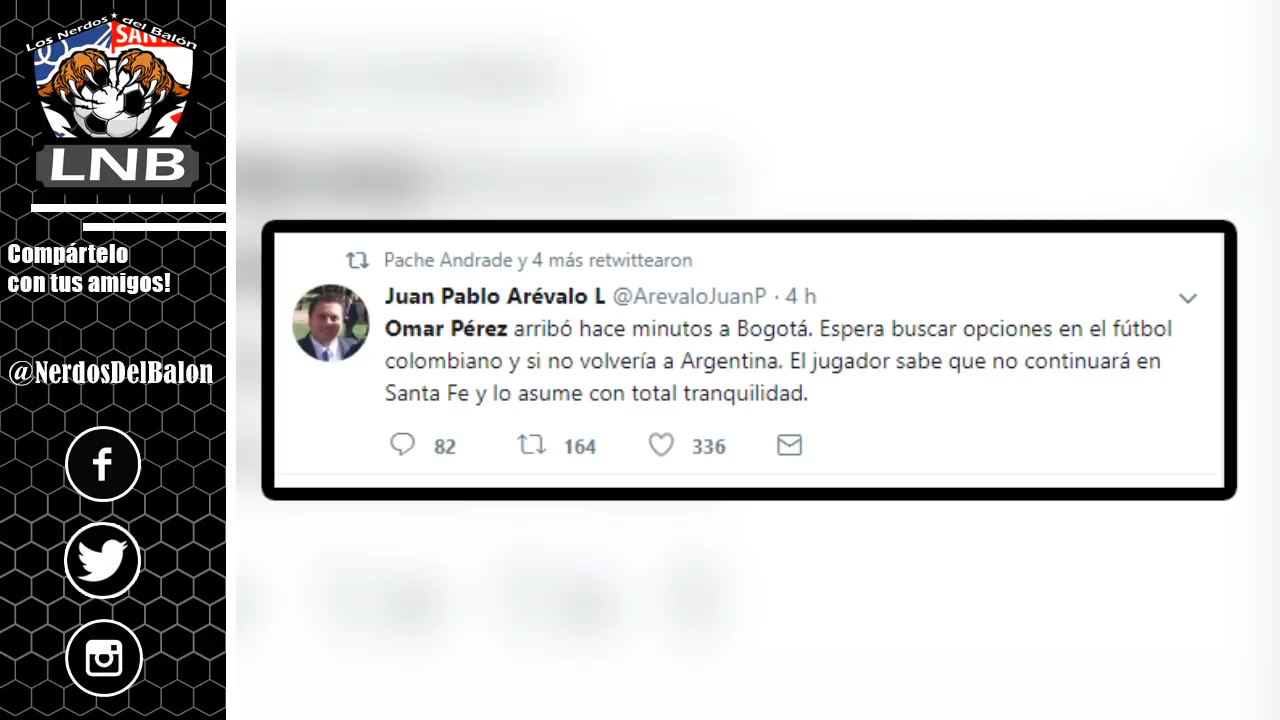 Los Nerdos del Balón
SAN
LNB
Compártelo
con tus amigos!
@NerdosDelBalon
Pache Andrade y 4 más retwittearon
Juan Pablo Arévalo L @ArevaloJuanP · 4 h
Omar Pérez arribó hace minutos a Bogotá. Espera buscar opciones en el fútbol
colombiano y si no volvería a Argentina. El jugador sabe que no continuará en
Santa Fe y lo asume con total tranquilidad.
82 164 336